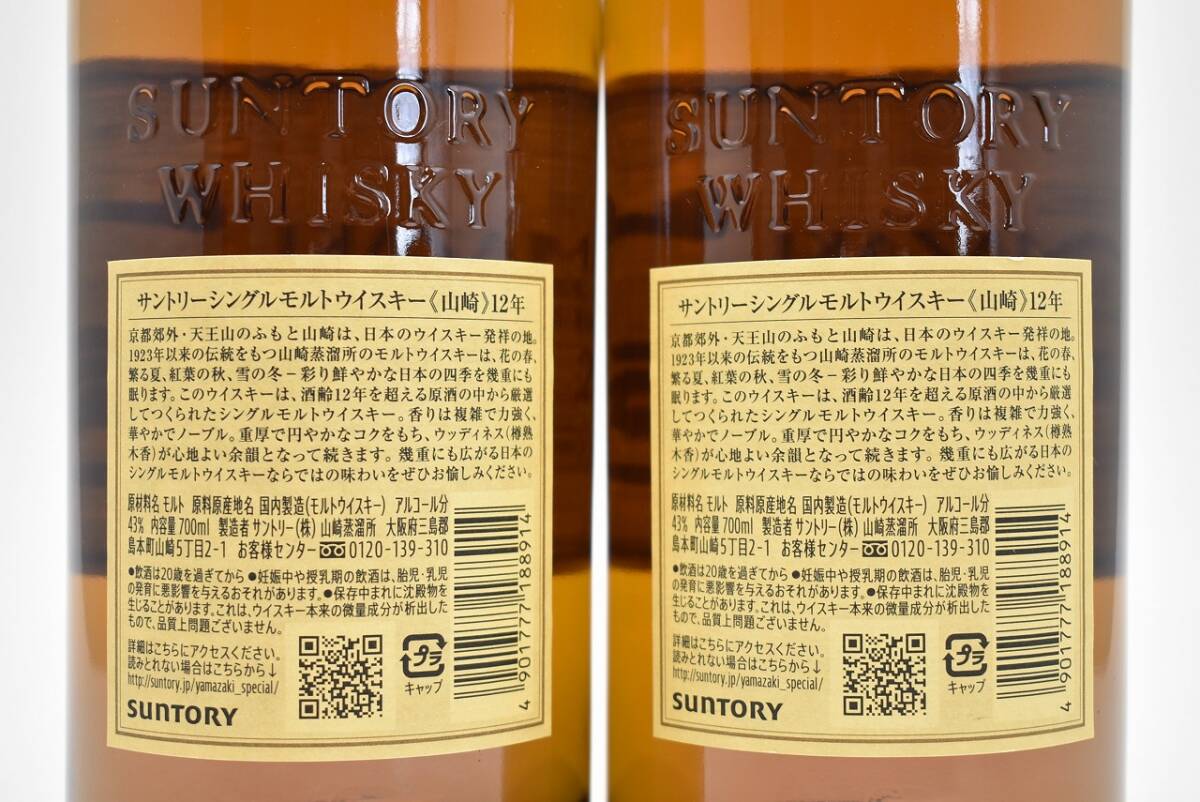 SUNTORY
WHISKY
サントリーシングルモルトウイスキー《山崎》12年
京都郊外・天王山のふもと山崎は、日本のウイスキー発祥の地。
1923年以来の伝統をもつ山崎蒸溜所のモルトウイスキーは、花の春、
繁る夏、紅葉の秋、雪の冬−彩り鮮やかな日本の四季を幾重にも
眠ります。このウイスキーは、酒齢12年を超える原酒の中から厳選
してつくられたシングルモルトウイスキー。香りは複雑で力強く、
華やかでノーブル。重厚で円やかなコクをもち、ウッディネス(樽熟
木香)が心地よい余韻となって続きます。幾重にも広がる日本の
シングルモルトウイスキーならではの味わいをぜひお愉しみください。
原材料名 モルト 原料原産地名 国内製造(モルトウイスキー) アルコール分
43% 内容量700ml 製造者 サントリー(株) 山崎蒸溜所 大阪府三島郡
島本町山崎5丁目2-1 お客様センター 0120-139-310
●飲酒は20歳を過ぎてから ●妊娠中や授乳期の飲酒は、胎児・乳児
の発育に悪影響を与えるおそれがあります。●保存中まれに沈殿物を
生じることがあります。これは、ウイスキー本来の微量成分が析出した
もので、品質上問題ございません。
詳細はこちらにアクセスください。
読みとれない場合はこちらから↓
http://suntory.jp/yamazaki_special/
SUNTORY
プラ
キャップ
4 901777 188914
SUNTORY
WHISKY
サントリーシングルモルトウイスキー《山崎》12年
京都郊外・天王山のふもと山崎は、日本のウイスキー発祥の地。
1923年以来の伝統をもつ山崎蒸溜所のモルトウイスキーは、花の春、
繁る夏、紅葉の秋、雪の冬−彩り鮮やかな日本の四季を幾重にも
眠ります。このウイスキーは、酒齢12年を超える原酒の中から厳選
してつくられたシングルモルトウイスキー。香りは複雑で力強く、
華やかでノーブル。重厚で円やかなコクをもち、ウッディネス(樽熟
木香)が心地よい余韻となって続きます。幾重にも広がる日本の
シングルモルトウイスキーならではの味わいをぜひお愉しみください。
原材料名 モルト 原料原産地名 国内製造(モルトウイスキー) アルコール分
43% 内容量700ml 製造者 サントリー(株) 山崎蒸溜所 大阪府三島郡
島本町山崎5丁目2-1 お客様センター 0120-139-310
●飲酒は20歳を過ぎてから ●妊娠中や授乳期の飲酒は、胎児・乳児
の発育に悪影響を与えるおそれがあります。●保存中まれに沈殿物を
生じることがあります。これは、ウイスキー本来の微量成分が析出した
もので、品質上問題ございません。
詳細はこちらにアクセスください。
読みとれない場合はこちらから↓
http://suntory.jp/yamazaki_special/
SUNTORY
プラ
キャップ
4 901777 188914